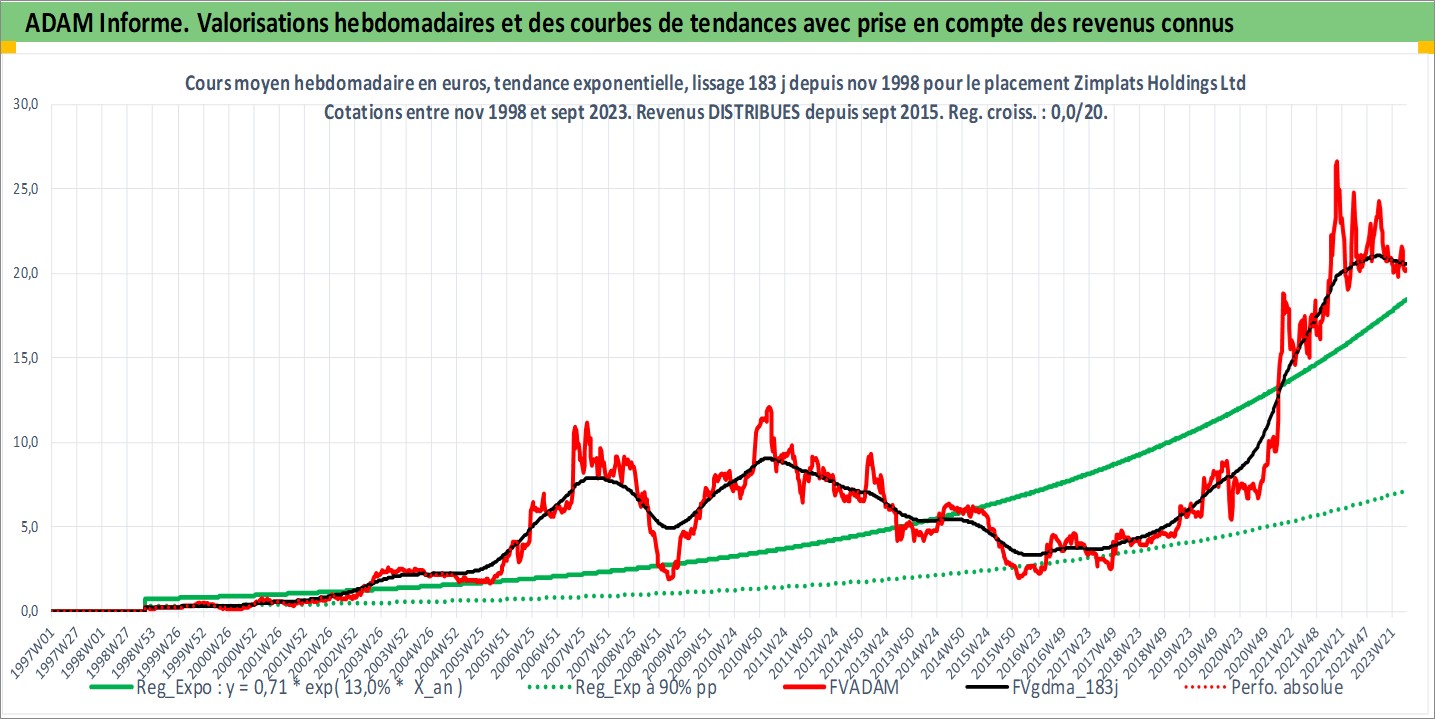 ADAM Informe. Valorisations hebdomadaires et des courbes de tendances avec prise en compte des revenus connus
Cours moyen hebdomadaire en euros, tendance exponentielle, lissage 183 j depuis nov 1998 pour le placement Zimplats Holdings Ltd
Cotations entre nov 1998 et sept 2023. Revenus DISTRIBUES depuis sept 2015. Reg. croiss. : 0,0/20.
30,0
25,0
20,0
15,0
10,0
5,0
0,0
1997W01
1997W27
1998W01
1998W27
1998W53
1999W26
1999W52
2000W26
2000W52
2001W26
2001W52
2002W26
2002W52
2003W26
2003W52
2004W26
2004W52
2005W25
2005W51
2006W25
2006W51
2007W25
2007W51
2008W25
2008W51
2009W25
2009W51
2010W24
2010W50
2011W24
2011W50
2012W24
2012W50
2013W24
2013W50
2014W24
2014W50
2015W24
2015W50
2016W23
2016W49
2017W23
2017W49
2018W23
2018W49
2019W23
2019W49
2020W23
2020W49
2021W22
2021W48
2022W21
2022W47
2023W21
Reg_Expo : y = 0,71 * exp( 13,0% * X_an )
Reg_Exp à 90% pp
FVADAM
FVgdma_183j
Perfo. absolue